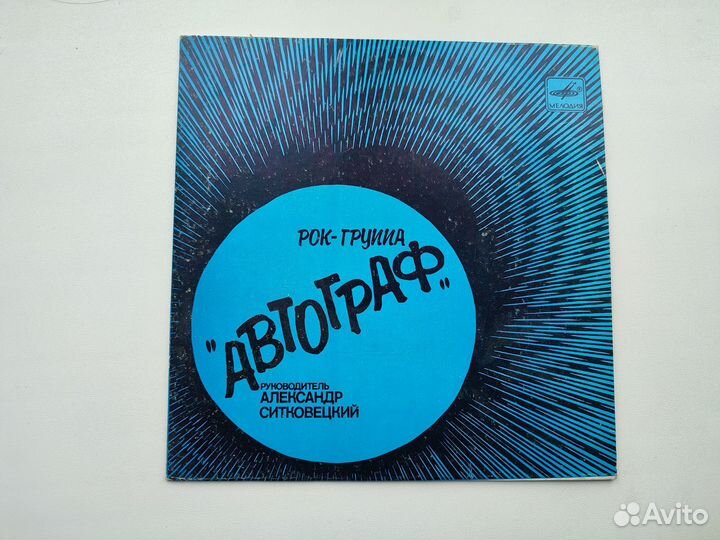 МЕЛОДИЯ
РОК-ГРУППА
"АВТОГРАФ"
РУКОВОДИТЕЛЬ
АЛЕКСАНДР
СИТКОВЕЦКИЙ
Avito